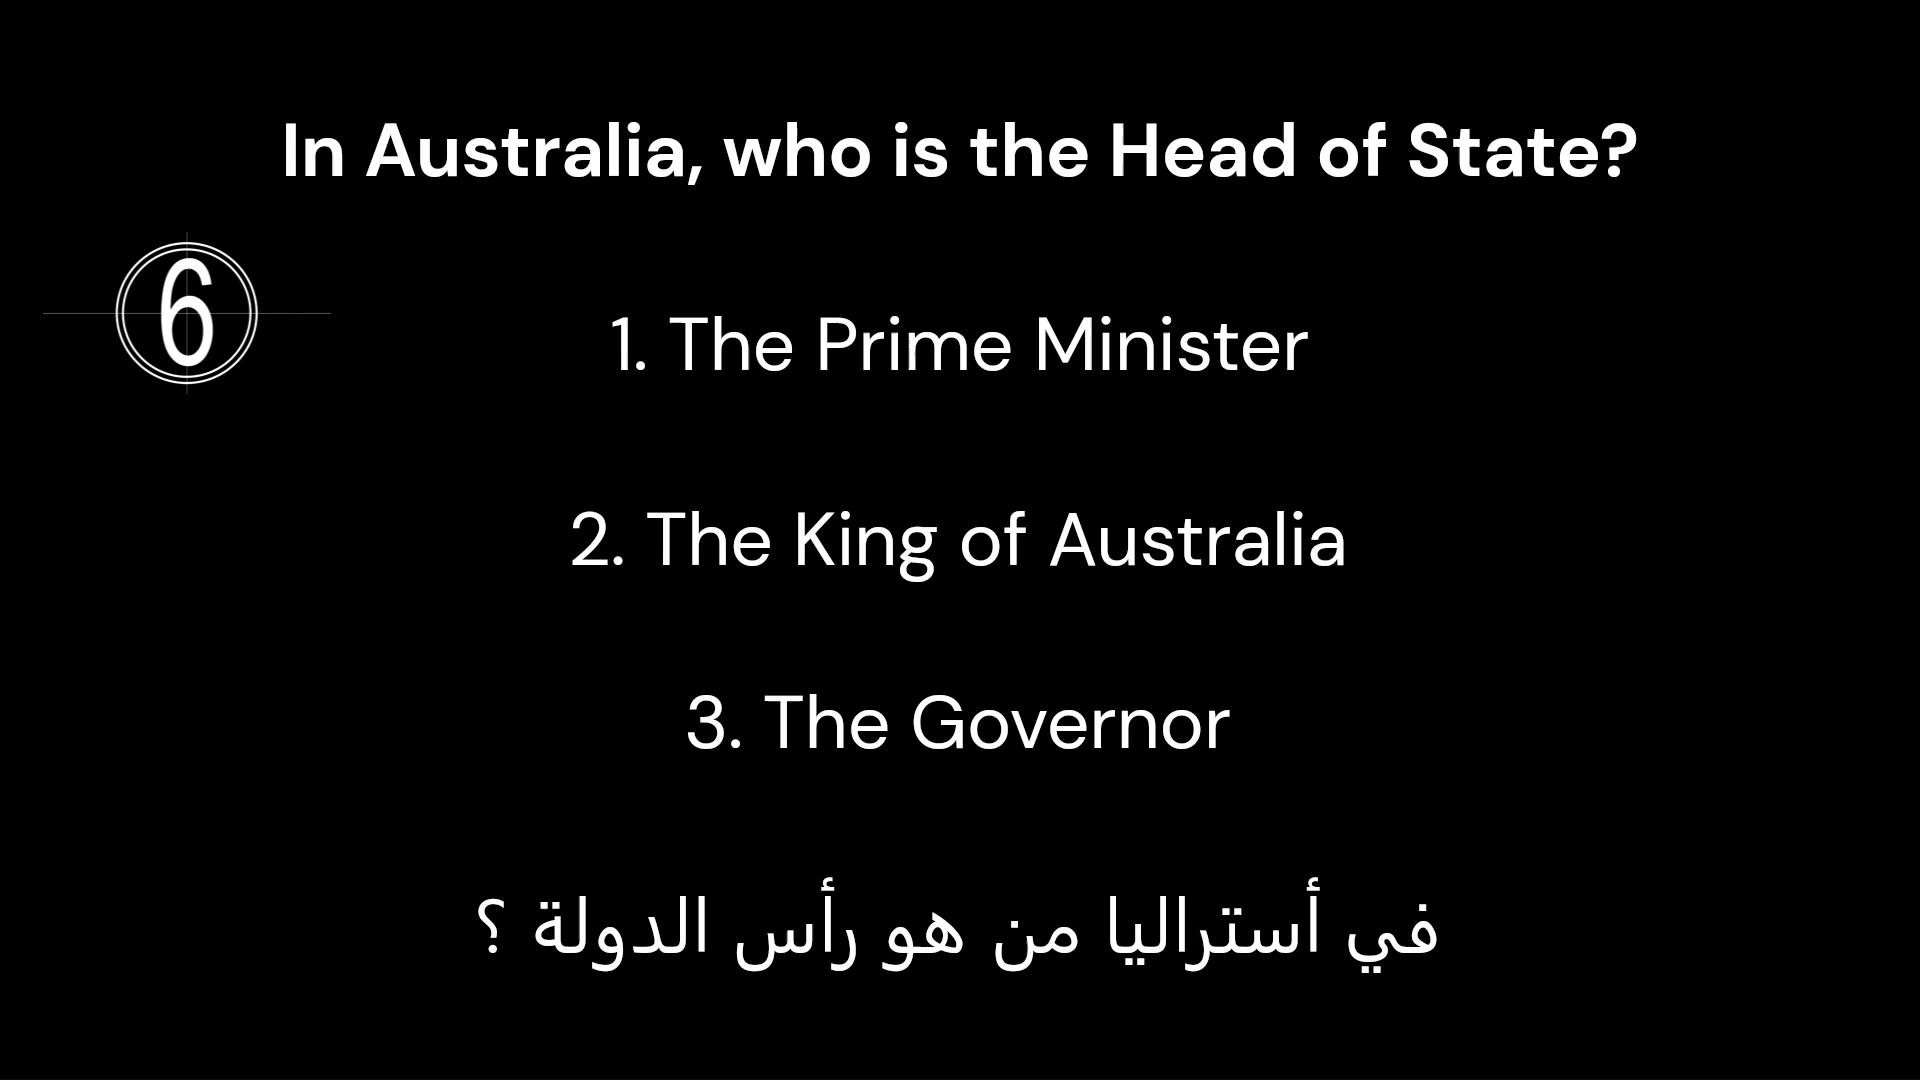 In Australia, who is the Head of State?
6
1. The Prime Minister
2. The King of Australia
3. The Governor
في أستراليا من هو رأس الدولة ؟